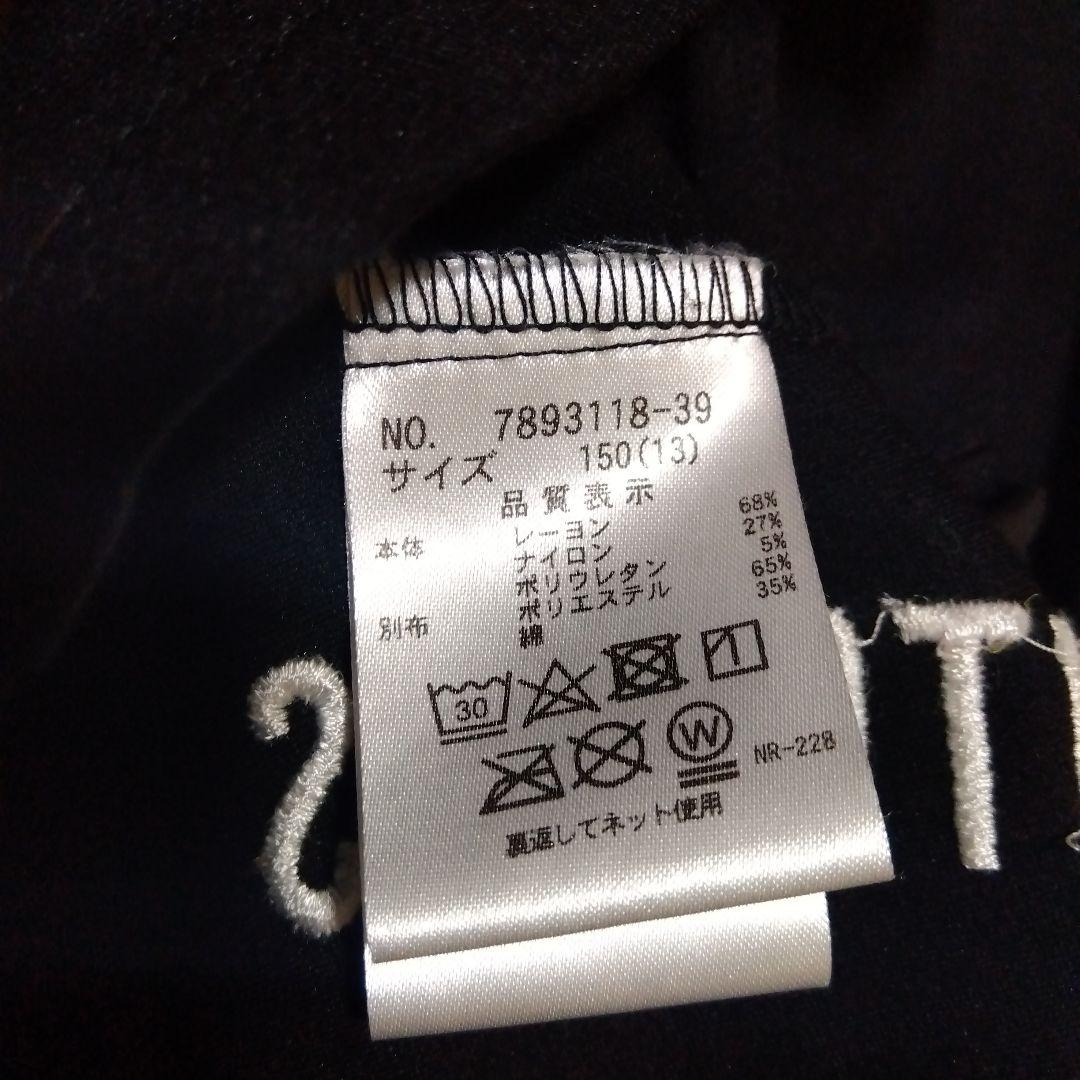 NO. 7893118-39
サイズ 150(13)
品質表示
本体 レーヨン 68%
ナイロン 27%
ポリウレタン 5%
別布 ポリエステル 65%
綿 35%
30
1
W NR-228
裏返してネット使用